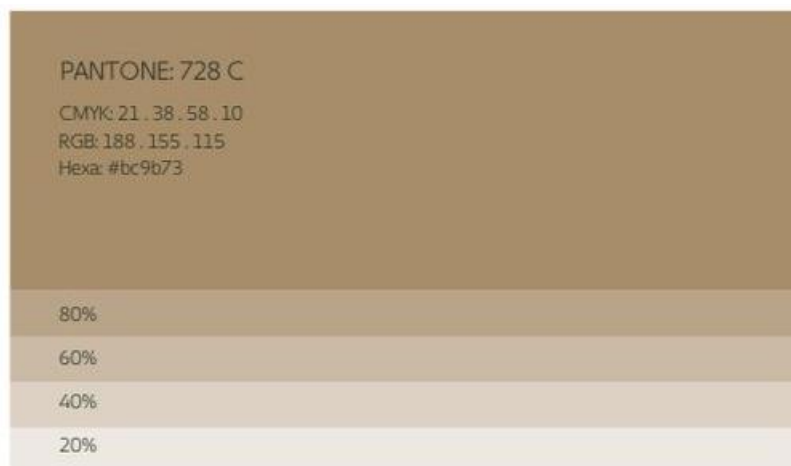 PANTONE: 728 C
CMYK: 21 . 38 . 58 . 10
RGB: 188 . 155 . 115
Hexa: #bc9b73
80%
60%
40%
20%